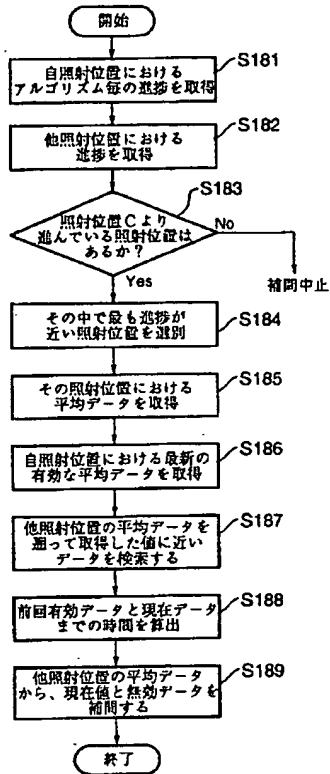 開始
自照射位置における
アルゴリズム毎の進捗を取得
S181
他照射位置における
進捗を取得
S182
照射位置Cより
進んでいる照射位置は
あるか?
S183
No
補間中止
Yes
その中で最も進捗が
近い照射位置を選別
S184
その照射位置における
平均データを取得
S185
自照射位置における最新の
有効な平均データを取得
S186
他照射位置の平均データを
遡って取得した値に近い
データを検索する
S187
前回有効データと現在データ
までの時間を算出
S188
他照射位置の平均データ
から、現在値と無効データを
補間する
S189
終了